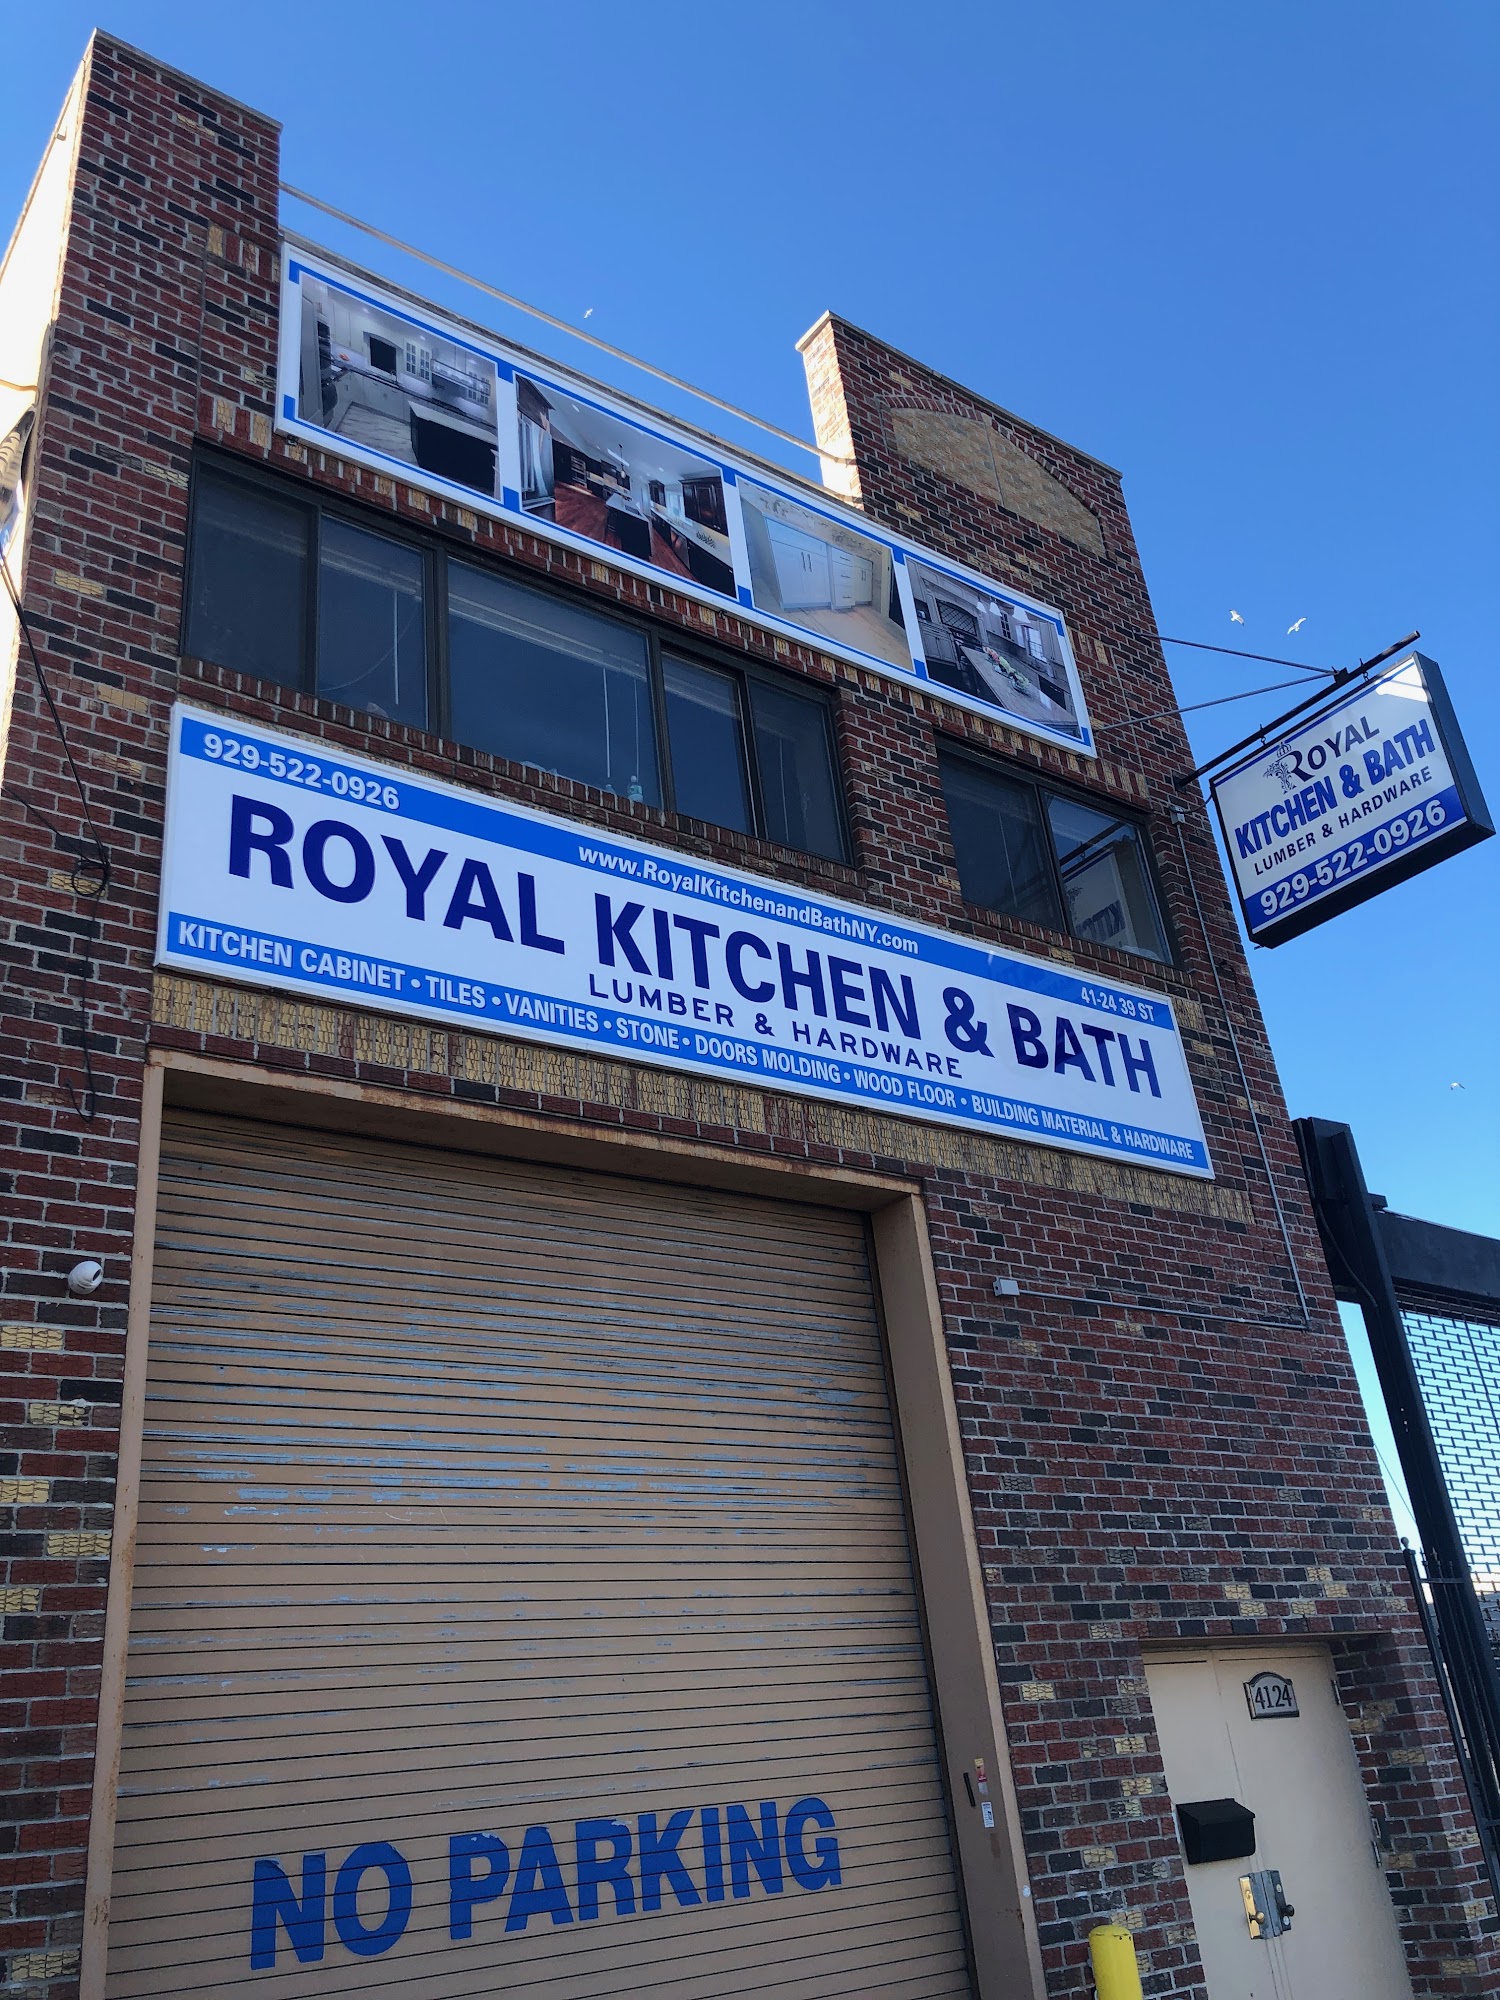 929-522-0926
www.RoyalKitchenandBathNY.com
41-24 39 ST
ROYAL KITCHEN & BATH
LUMBER & HARDWARE
KITCHEN CABINET • TILES • VANITIES • STONE • DOORS MOLDING • WOOD FLOOR • BUILDING MATERIAL & HARDWARE
ROYAL
KITCHEN & BATH
LUMBER & HARDWARE
929-522-0926
4124
NO PARKING